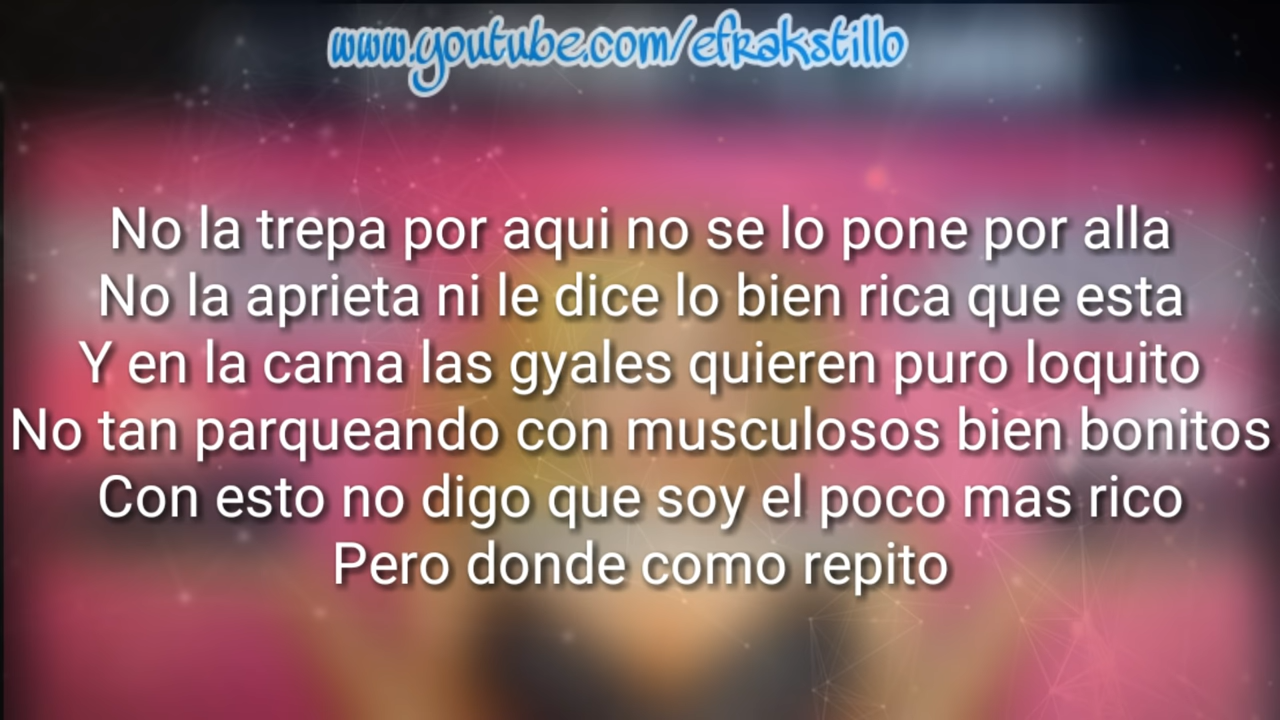 www.youtube.com/efrakstillo
No la trepa por aqui no se lo pone por alla
No la aprieta ni le dice lo bien rica que esta
Y en la cama las gyales quieren puro loquito
No tan parqueando con musculosos bien bonitos
Con esto no digo que soy el poco mas rico
Pero donde como repito